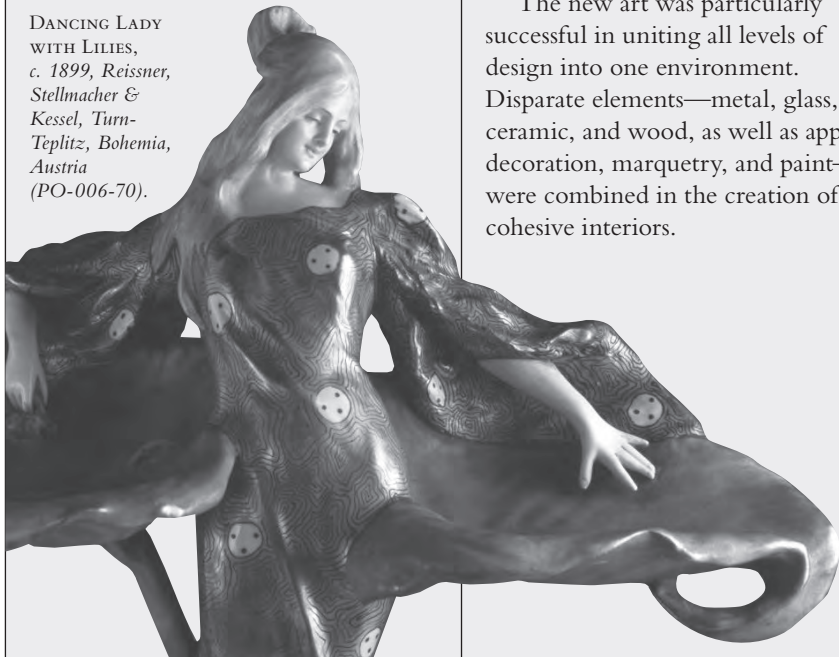 DANCING LADY
WITH LILIES,
c. 1899, Reissner,
Stellmacher &
Kessel, Turn-
Teplitz, Bohemia,
Austria
(PO-006-70).
The new art was particularly
successful in uniting all levels of
design into one environment.
Disparate elements—metal, glass,
ceramic, and wood, as well as
decoration, marquetry, and paint—
were combined in the creation of
cohesive interiors.